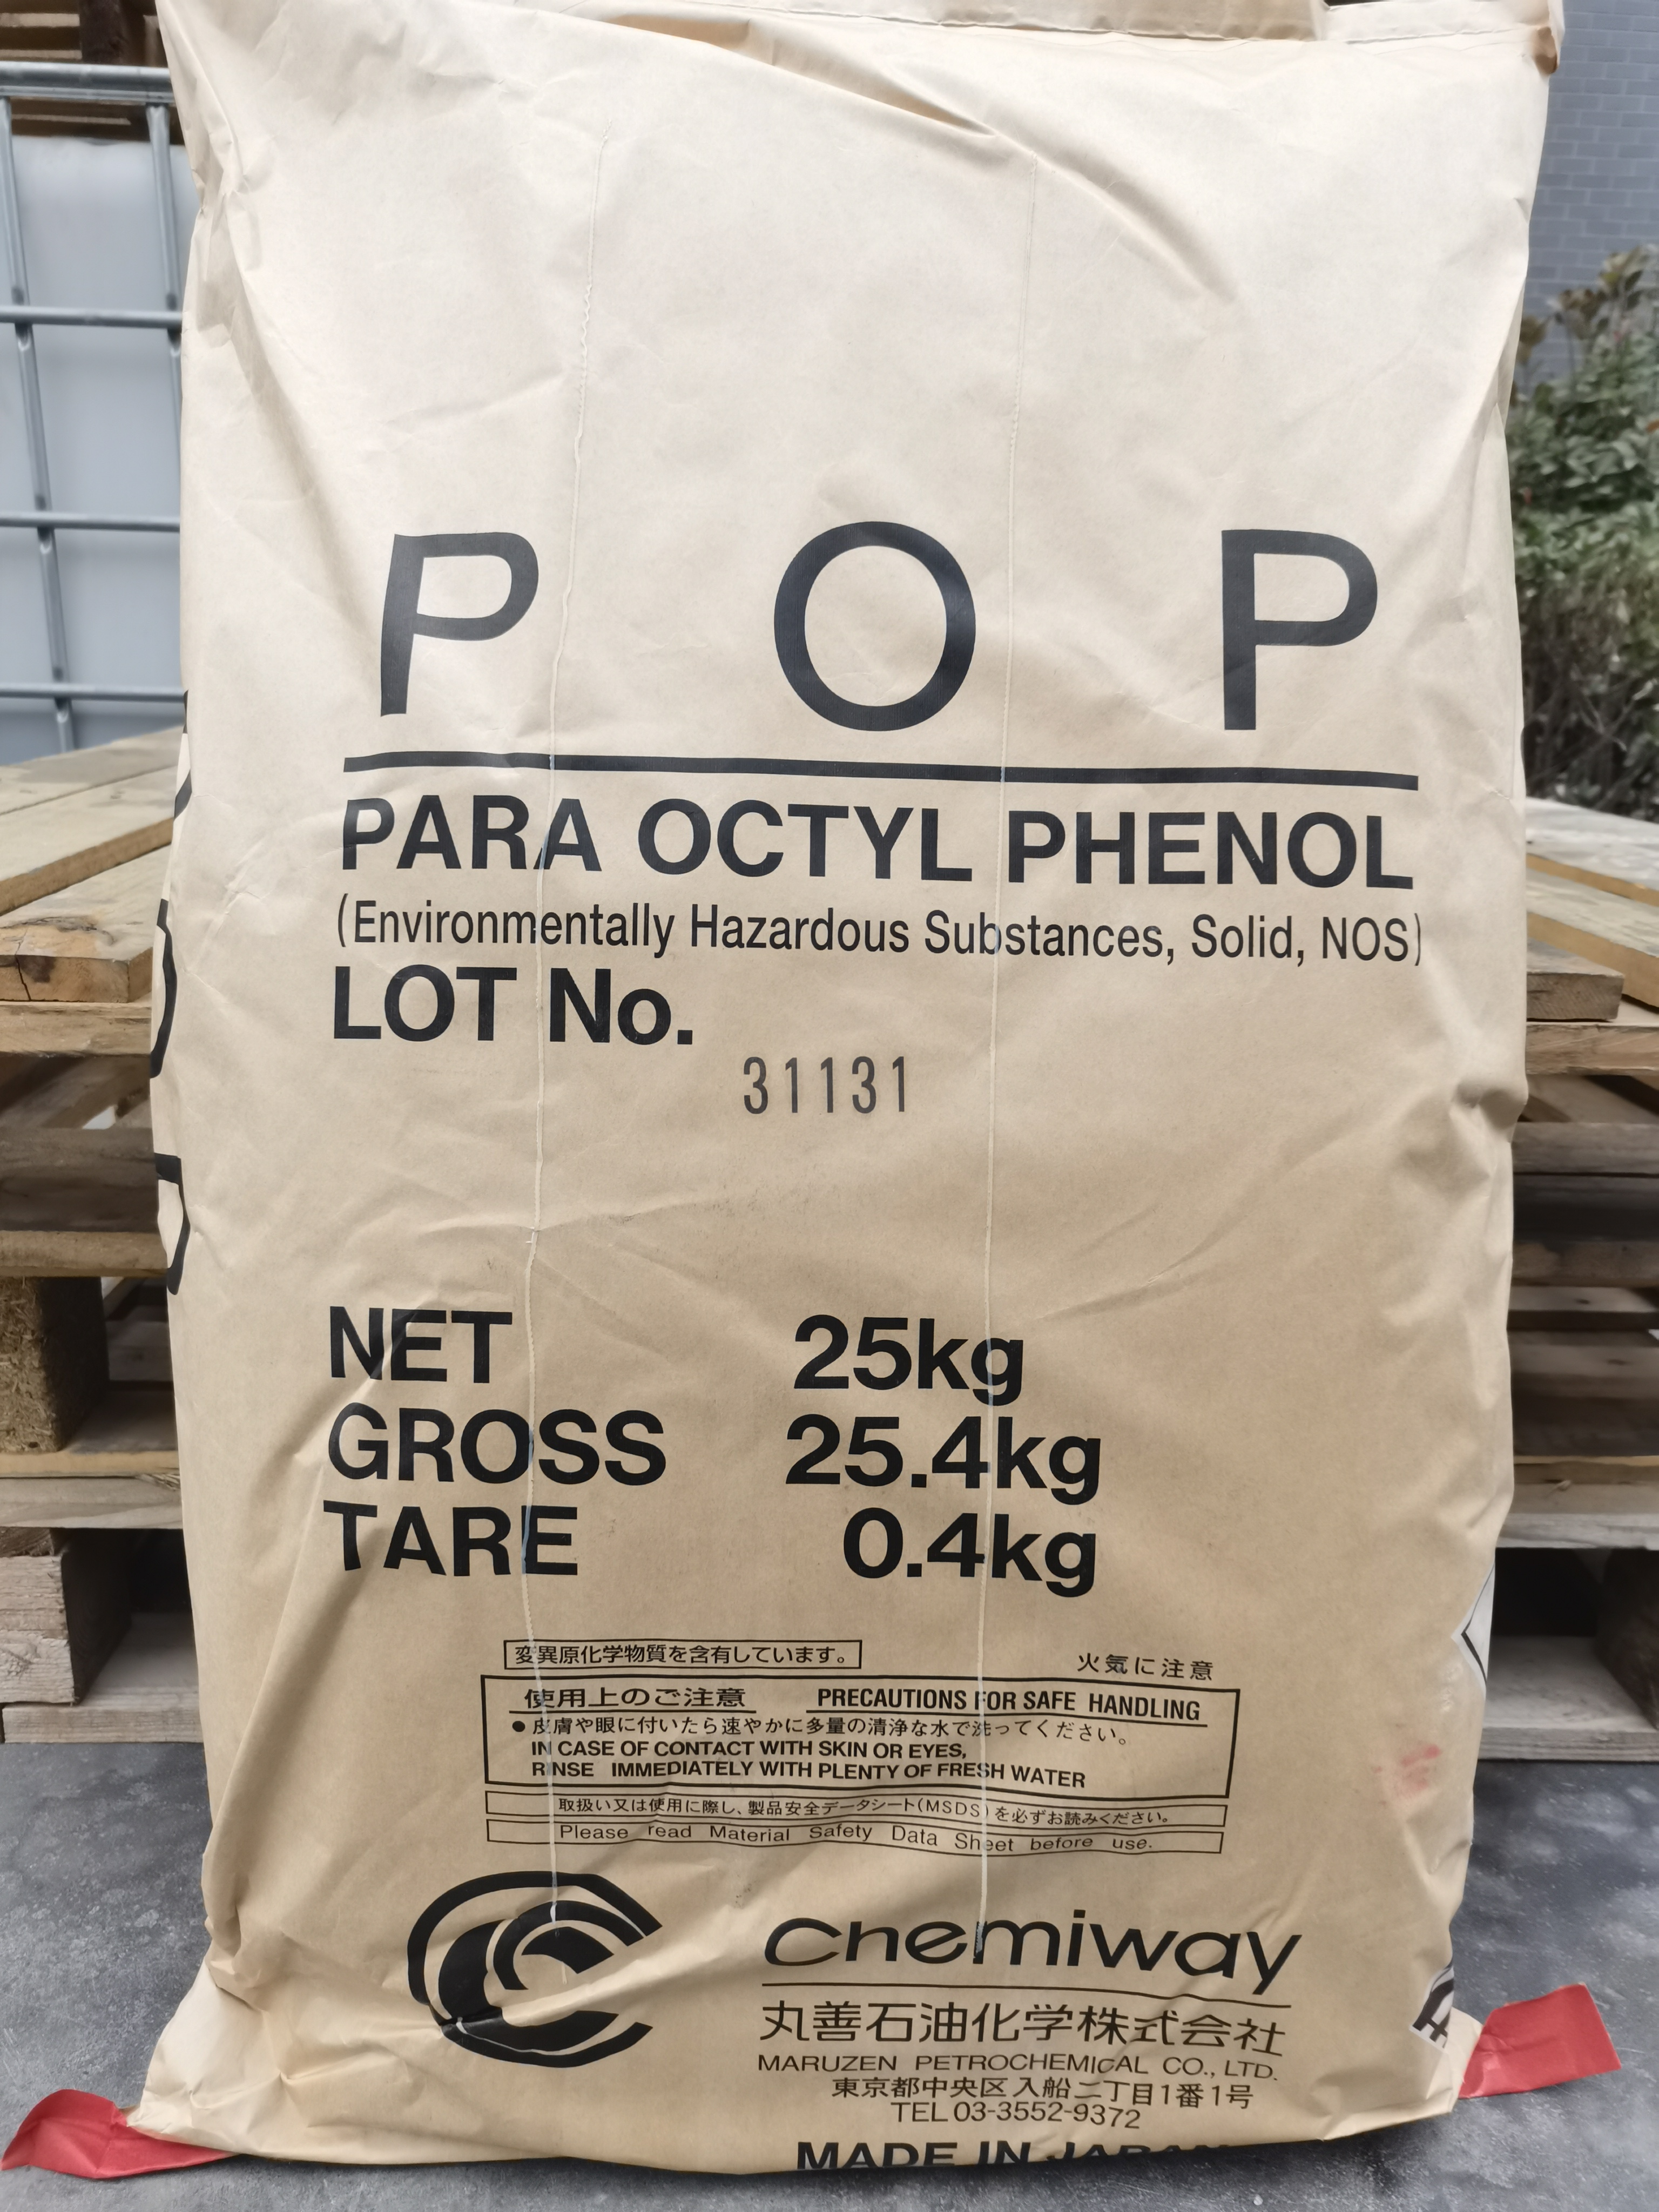 P O P
PARA OCTYL PHENOL
(Environmentally Hazardous Substances, Solid, NOS)
LOT No.
31131
NET 25kg
GROSS 25.4kg
TARE 0.4kg
変異原化学物質を含有しています。
火気に注意
使用上のご注意 PRECAUTIONS FOR SAFE HANDLING
●皮膚や眼に付いたら速やかに多量の清浄な水で洗ってください。
IN CASE OF CONTACT WITH SKIN OR EYES,
RINSE IMMEDIATELY WITH PLENTY OF FRESH WATER
取扱い又は使用に際し、製品安全データシート(MSDS)を必ずお読みください。
Please read Material Safety Data Sheet before use.
chemiway
丸善石油化学株式会社
MARUZEN PETROCHEMICAL CO., LTD.
東京都中央区入船二丁目1番1号
TEL 03-3552-9372
MADE IN JAPAN